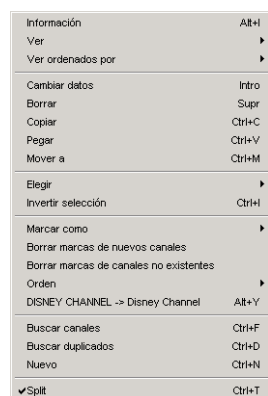 Información Alt+I
Ver
Ver ordenados por
Cambiar datos Intro
Borrar Supr
Copiar Ctrl+C
Pegar Ctrl+V
Mover a Ctrl+M
Elegir
Invertir selección Ctrl+I
Marcar como
Borrar marcas de nuevos canales
Borrar marcas de canales no existentes
Orden
DISNEY CHANNEL -> Disney Channel Alt+Y
Buscar canales Ctrl+F
Buscar duplicados Ctrl+D
Nuevo Ctrl+N
✓Split Ctrl+T